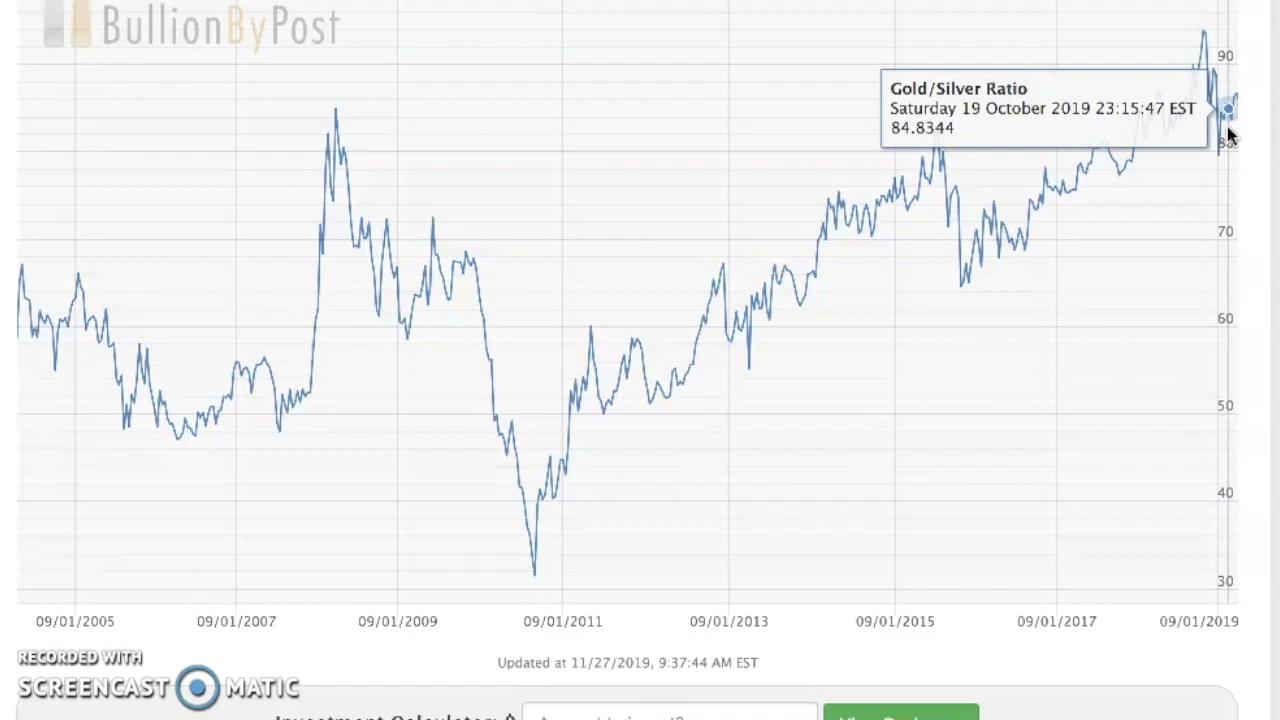 BullionByPost
90
Gold/Silver Ratio
Saturday 19 October 2019 23:15:47 EST
84.8344
70
60
50
40
30
09/01/2005 09/01/2007 09/01/2009 09/01/2011 09/01/2013 09/01/2015 09/01/2017 09/01/2019
Updated at 11/27/2019, 9:37:44 AM EST
RECORDED WITH
SCREENCAST MATIC